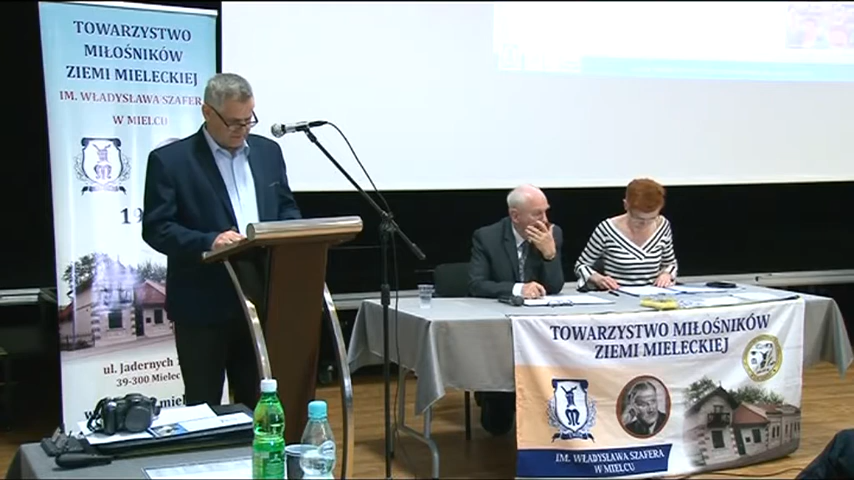 TOWARZYSTWO
MIŁOŚNIKÓW
ZIEMI MIELECKIEJ
IM. WŁADYSŁAWA SZAFERA
W MIELCU
ul. Jadernych
39-300 Mielec
TOWARZYSTWO MIŁOŚNIKÓW
ZIEMI MIELECKIEJ
IM. WŁADYSŁAWA SZAFERA
W MIELCU